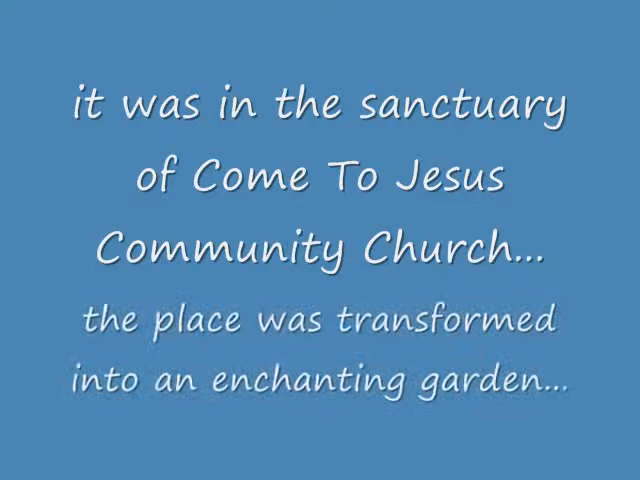 it was in the sanctuary
of Come To Jesus
Community Church...
the place was transformed
into an enchanting garden...